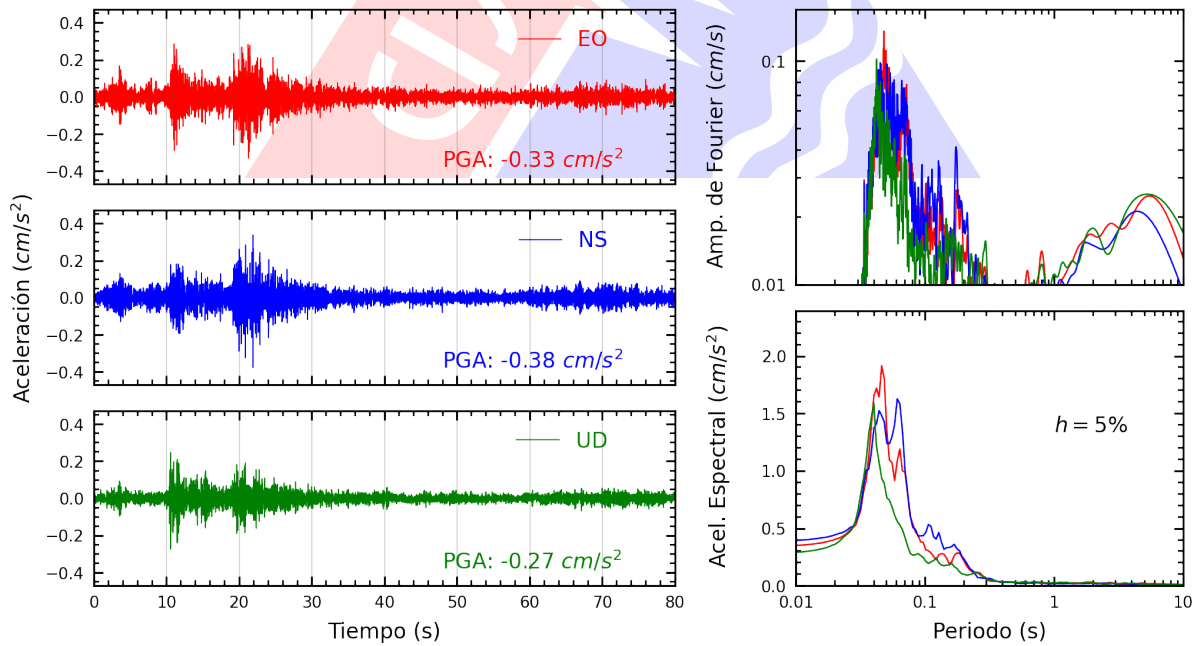 Aceleración (cm/s²)
0.4
0.2
0.0
−0.2
−0.4
EO
PGA: -0.33 cm/s²
0.4
0.2
0.0
−0.2
−0.4
NS
PGA: -0.38 cm/s²
0.4
0.2
0.0
−0.2
−0.4
UD
PGA: -0.27 cm/s²
0 10 20 30 40 50 60 70 80
Tiempo (s)
Amp. de Fourier (cm/s)
0.1
0.01
Acel. Espectral (cm/s²)
2.0
1.5
1.0
0.5
0.0
h = 5%
0.01 0.1 1 10
Periodo (s)